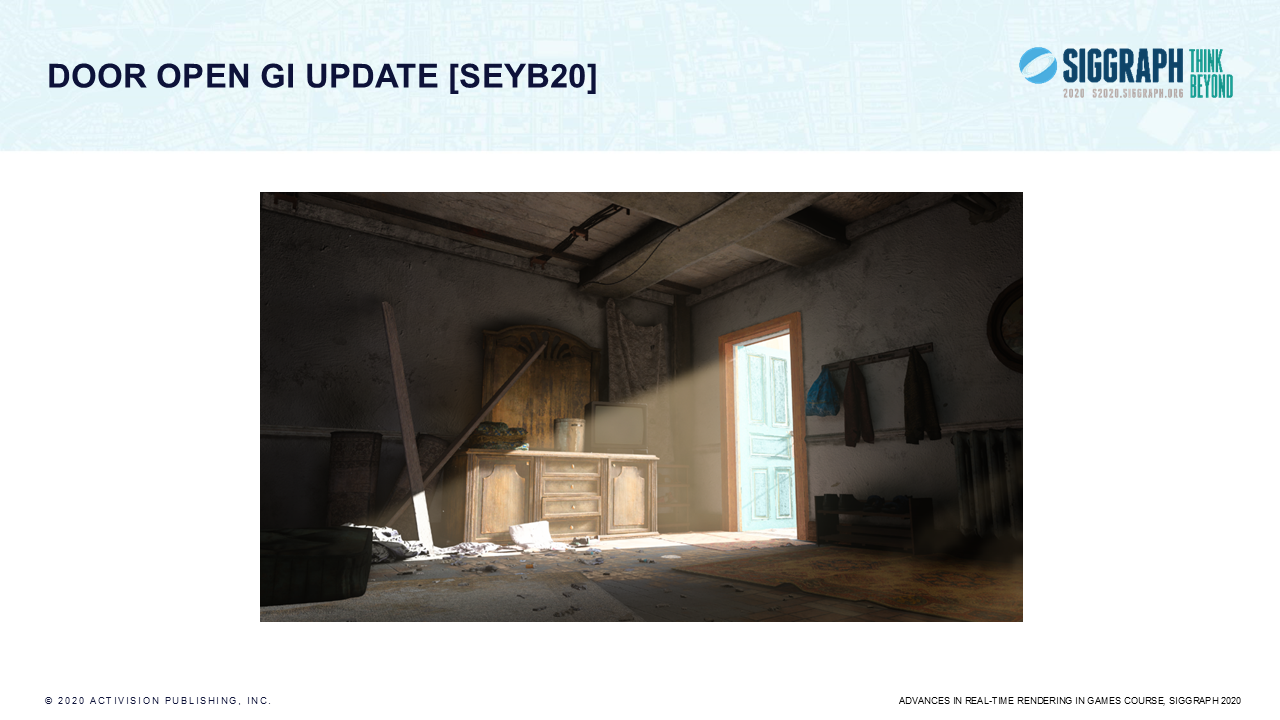 DOOR OPEN GI UPDATE [SEYB20]
SIGGRAPH
THINK
BEYOND
2020 S2020.SIGGRAPH.ORG
© 2020 ACTIVISION PUBLISHING, INC.
ADVANCES IN REAL-TIME RENDERING IN GAMES COURSE, SIGGRAPH 2020